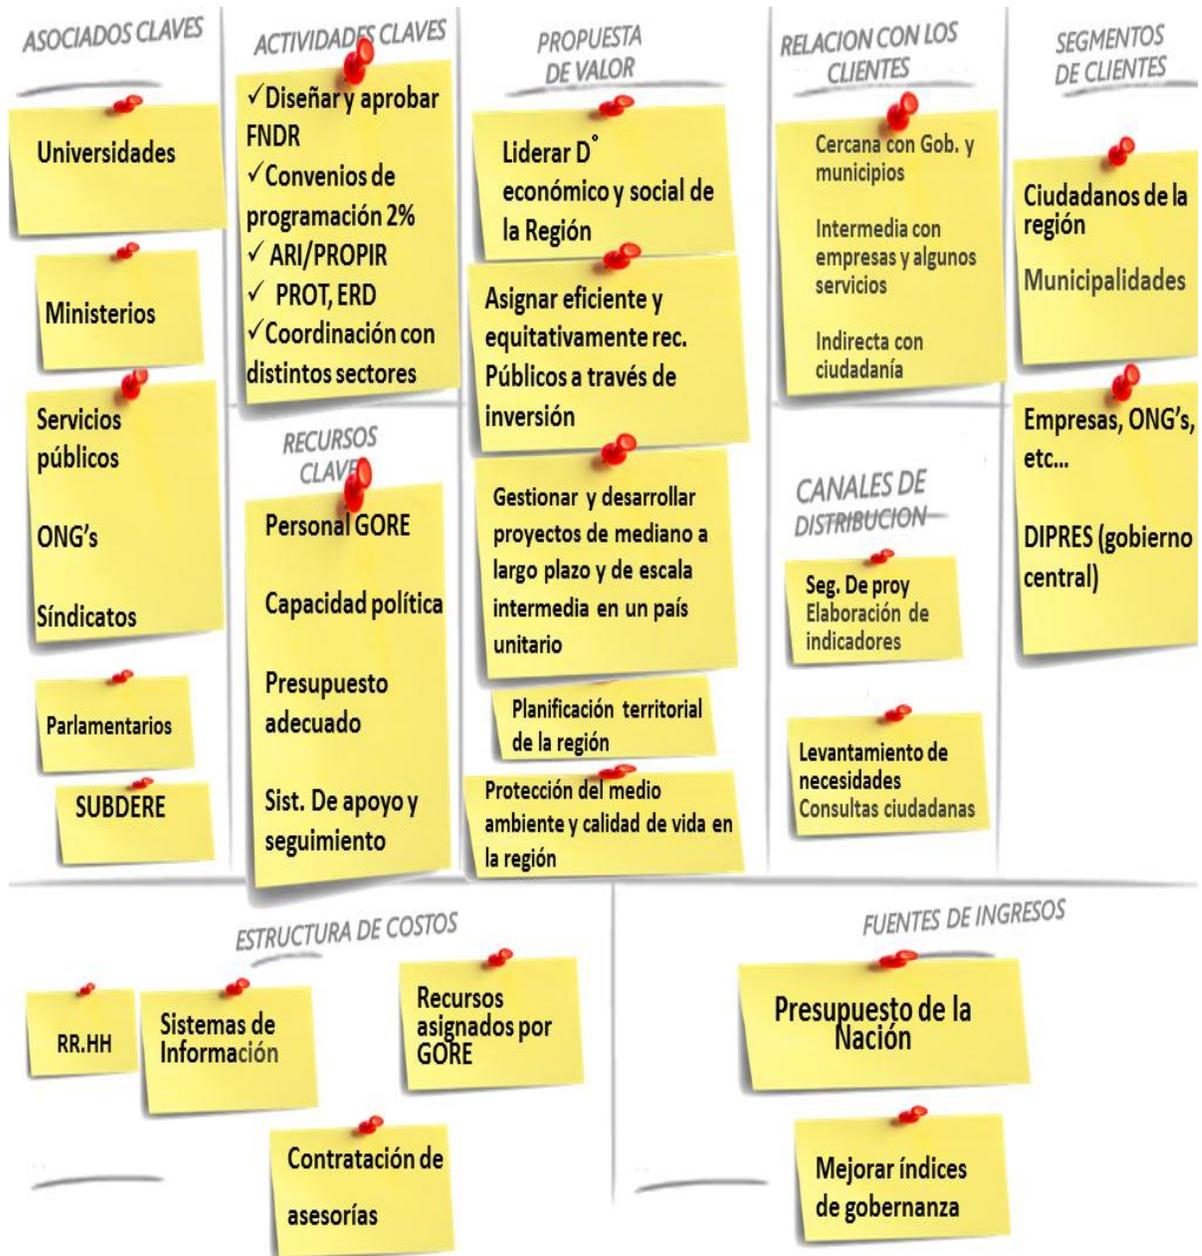 ASOCIADOS CLAVES
Universidades
Ministerios
Servicios
públicos
ONG's
Síndicatos
Parlamentarios
SUBDERE
ACTIVIDADES CLAVES
✓Diseñar y aprobar
FNDR
✓Convenios de
programación 2%
✓ ARI/PROPIR
✓ PROT, ERD
✓Coordinación con
distintos sectores
RECURSOS
CLAVE
Personal GORE
Capacidad política
Presupuesto
adecuado
Sist. De apoyo y
seguimiento
PROPUESTA
DE VALOR
Liderar D°
económico y social de
la Región
Asignar eficiente y
equitativamente rec.
Públicos a través de
inversión
Gestionar y desarrollar
proyectos de mediano a
largo plazo y de escala
intermedia en un país
unitario
Planificación territorial
de la región
Protección del medio
ambiente y calidad de vida en
la región
RELACION CON LOS
CLIENTES
Cercana con Gob. y
municipios
Intermedia con
empresas y algunos
servicios
Indirecta con
ciudadanía
CANALES DE
DISTRIBUCION
Seg. De proy
Elaboración de
indicadores
Levantamiento de
necesidades
Consultas ciudadanas
SEGMENTOS
DE CLIENTES
Ciudadanos de la
región
Municipalidades
Empresas, ONG's,
etc...
DIPRES (gobierno
central)
ESTRUCTURA DE COSTOS
RR.HH
Sistemas de
Información
Recursos
asignados por
GORE
Contratación de
asesorías
FUENTES DE INGRESOS
Presupuesto de la
Nación
Mejorar índices
de gobernanza